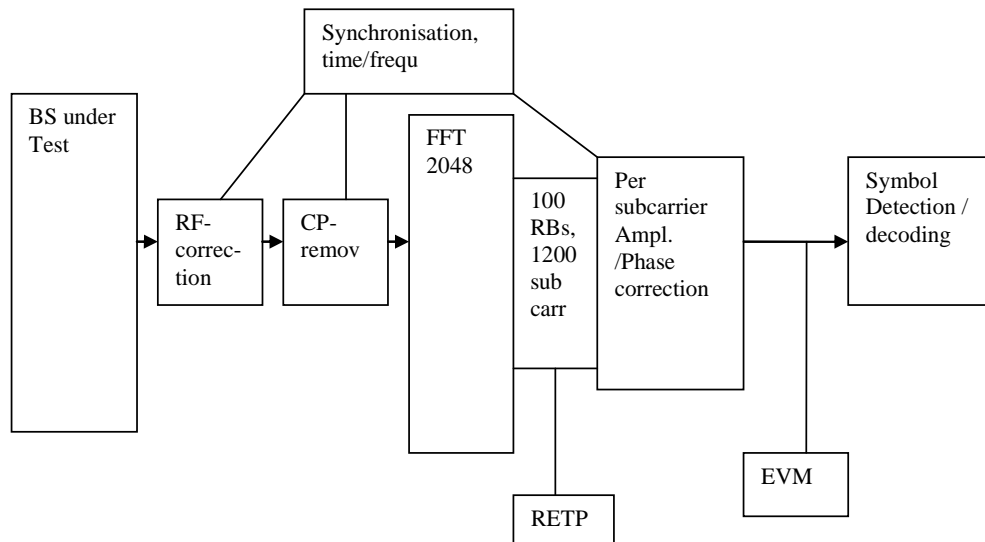 Synchronisation,
time/frequ
BS under
Test
FFT
2048
RF-
correc-
tion
CP-
remov
100
RBs,
1200
sub
carr
Per
subcarrier
Ampl.
/Phase
correction
Symbol
Detection /
decoding
RETP
EVM